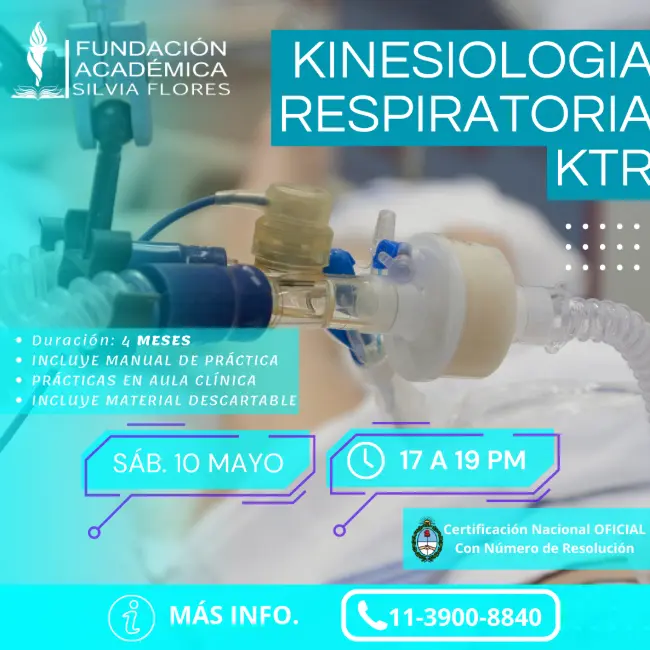 FUNDACIÓN
ACADÉMICA
SILVIA FLORES
KINESIOLOGIA
RESPIRATORIA
KTR
Duración: 4 MESES
INCLUYE MANUAL DE PRÁCTICA
PRÁCTICAS EN AULA CLÍNICA
INCLUYE MATERIAL DESCARTABLE
SÁB. 10 MAYO
17 A 19 PM
Certificación Nacional OFICIAL
Con Número de Resolución
MÁS INFO.
11-3900-8840